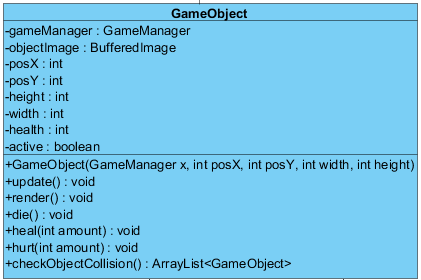 GameObject
-gameManager : GameManager
-objectImage : BufferedImage
-posX : int
-posY : int
-height : int
-width : int
-health : int
-active : boolean
+GameObject(GameManager x, int posX, int posY, int width, int height)
+update() : void
+render() : void
+die() : void
+heal(int amount) : void
+hurt(int amount) : void
+checkObjectCollision() : ArrayList<GameObject>